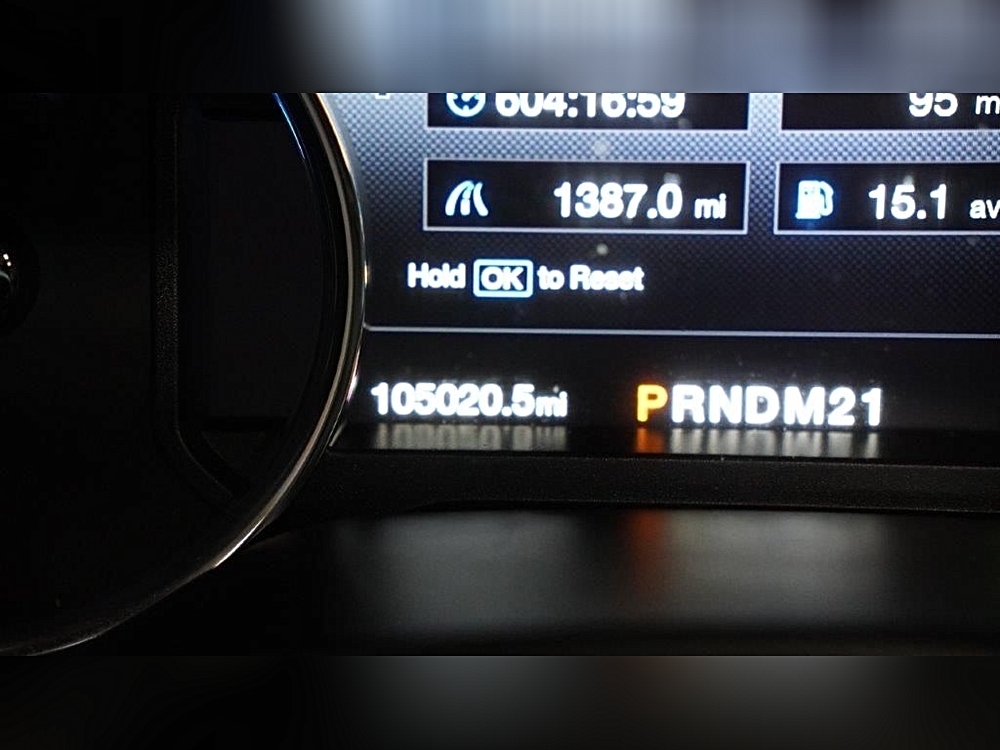 604:16:59 95
1387.0 mi 15.1
Hold OK to Reset
105020.5mi PRNDM21